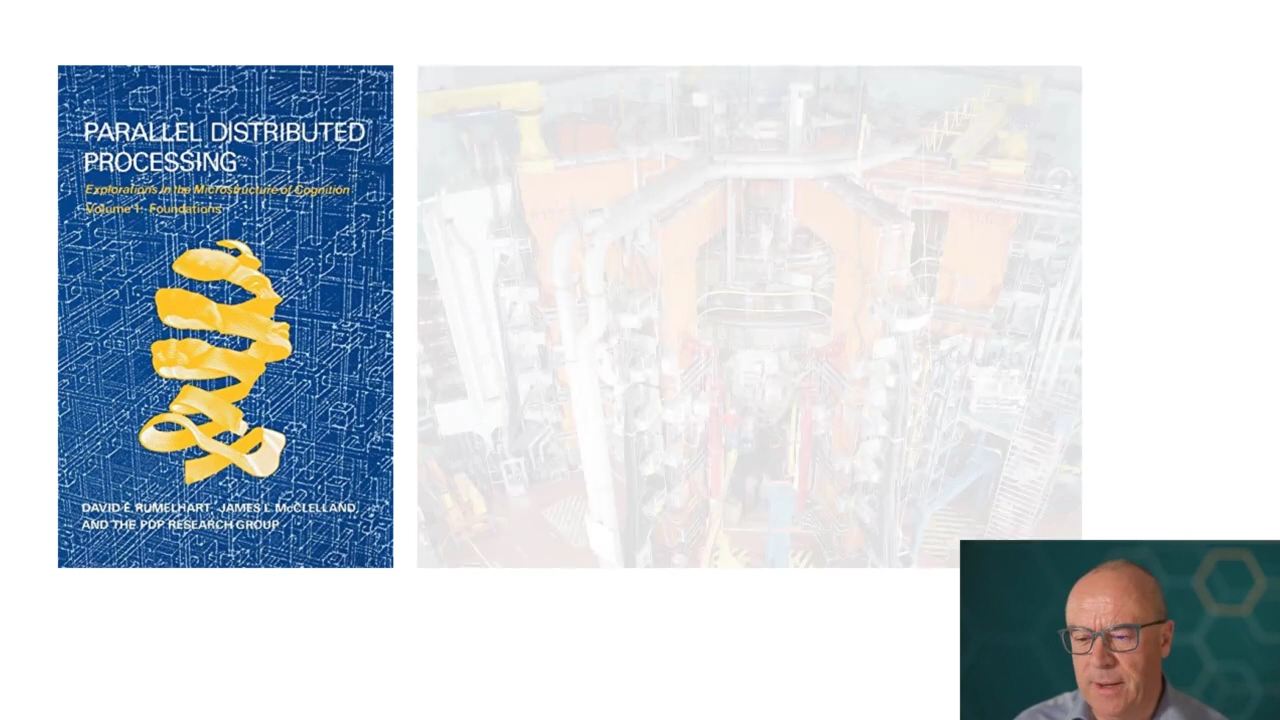 PARALLEL DISTRIBUTED
PROCESSING
Explorations in the Microstructure of Cognition
Volume 1: Foundations
DAVID E. RUMELHART, JAMES L. McCLELLAND,
AND THE PDP RESEARCH GROUP